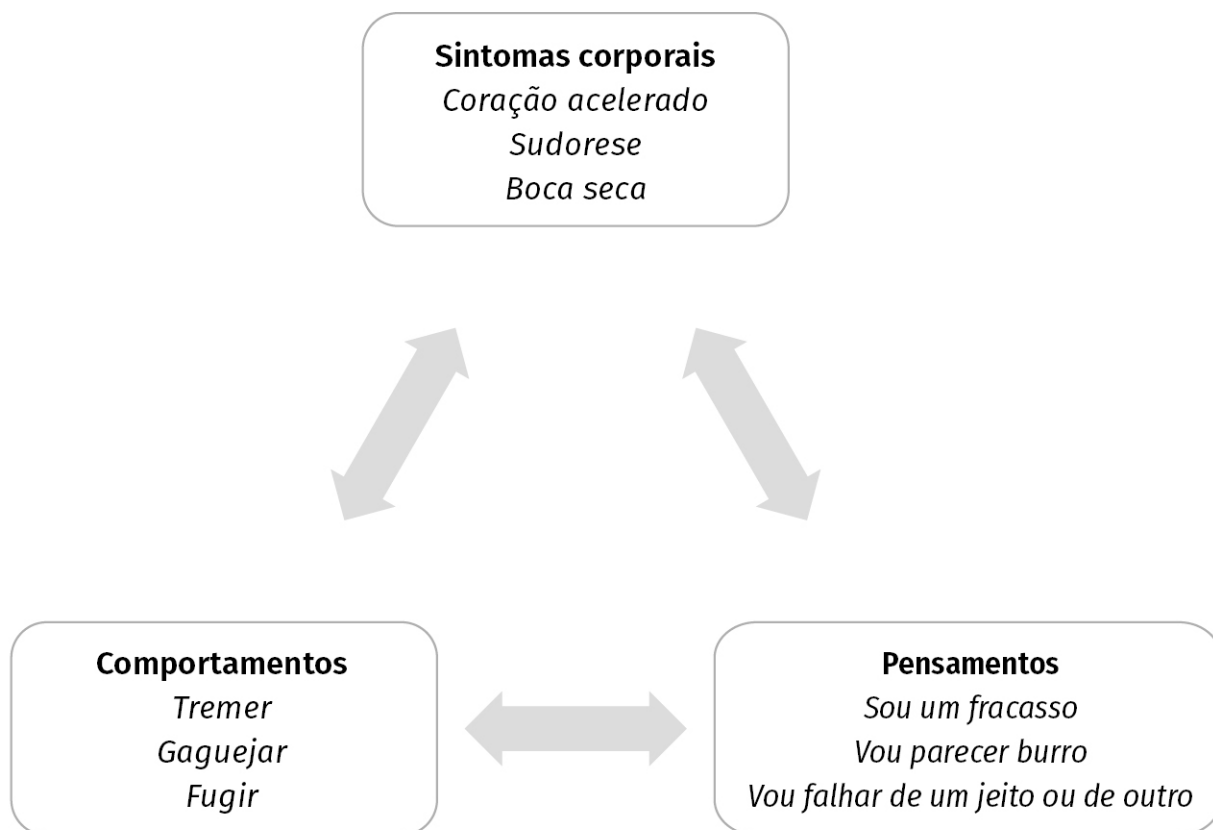 Sintomas corporais
Coração acelerado
Sudorese
Boca seca
Comportamentos
Tremer
Gaguejar
Fugir
Pensamentos
Sou um fracasso
Vou parecer burro
Vou falhar de um jeito ou de outro